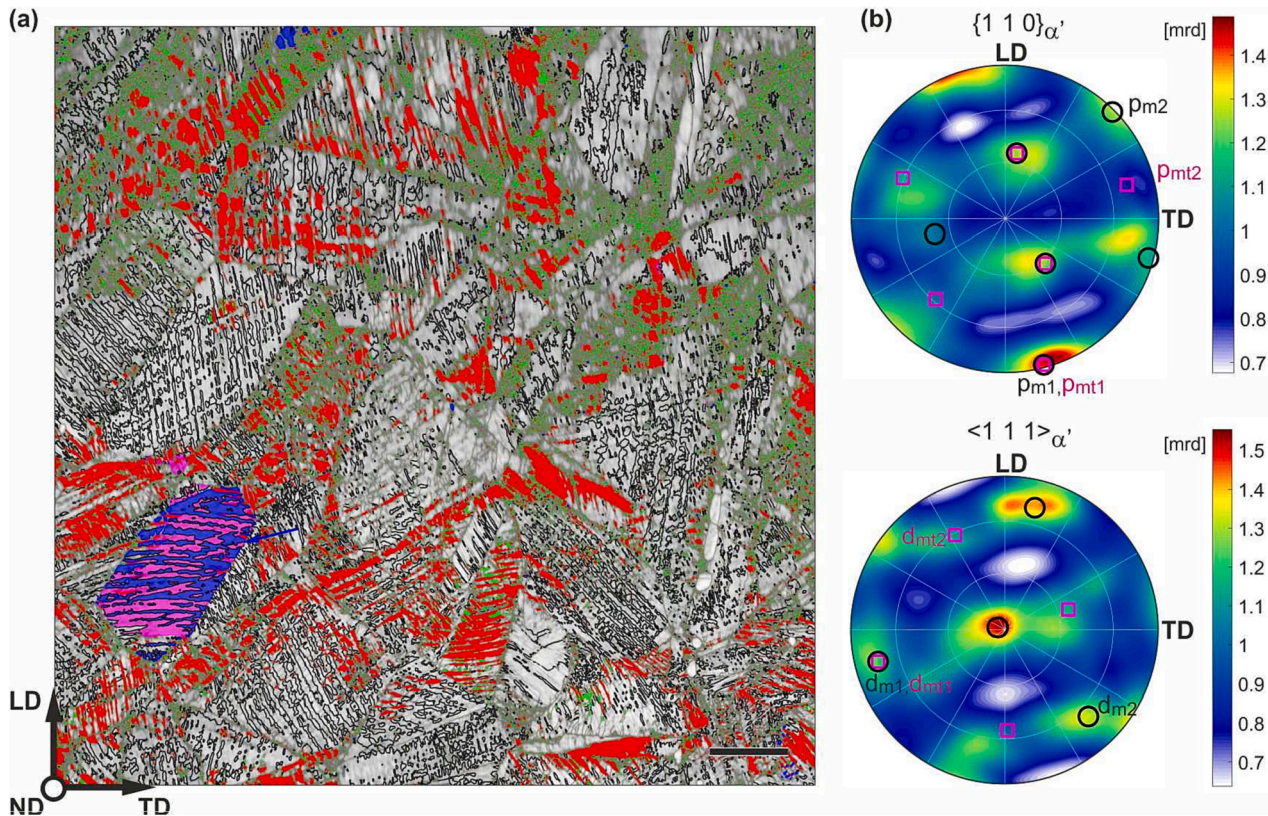 (a)
LD
ND
TD
(b)
{1 1 0}α’
LD
[mrd]
TD
pm2
pmt2
pm1,pmt1
1.4
1.3
1.2
1.1
1
0.9
0.8
0.7
<1 1 1>α’
LD
[mrd]
TD
dmt2
dm1,dmt1
dm2
1.5
1.4
1.3
1.2
1.1
1
0.9
0.8
0.7